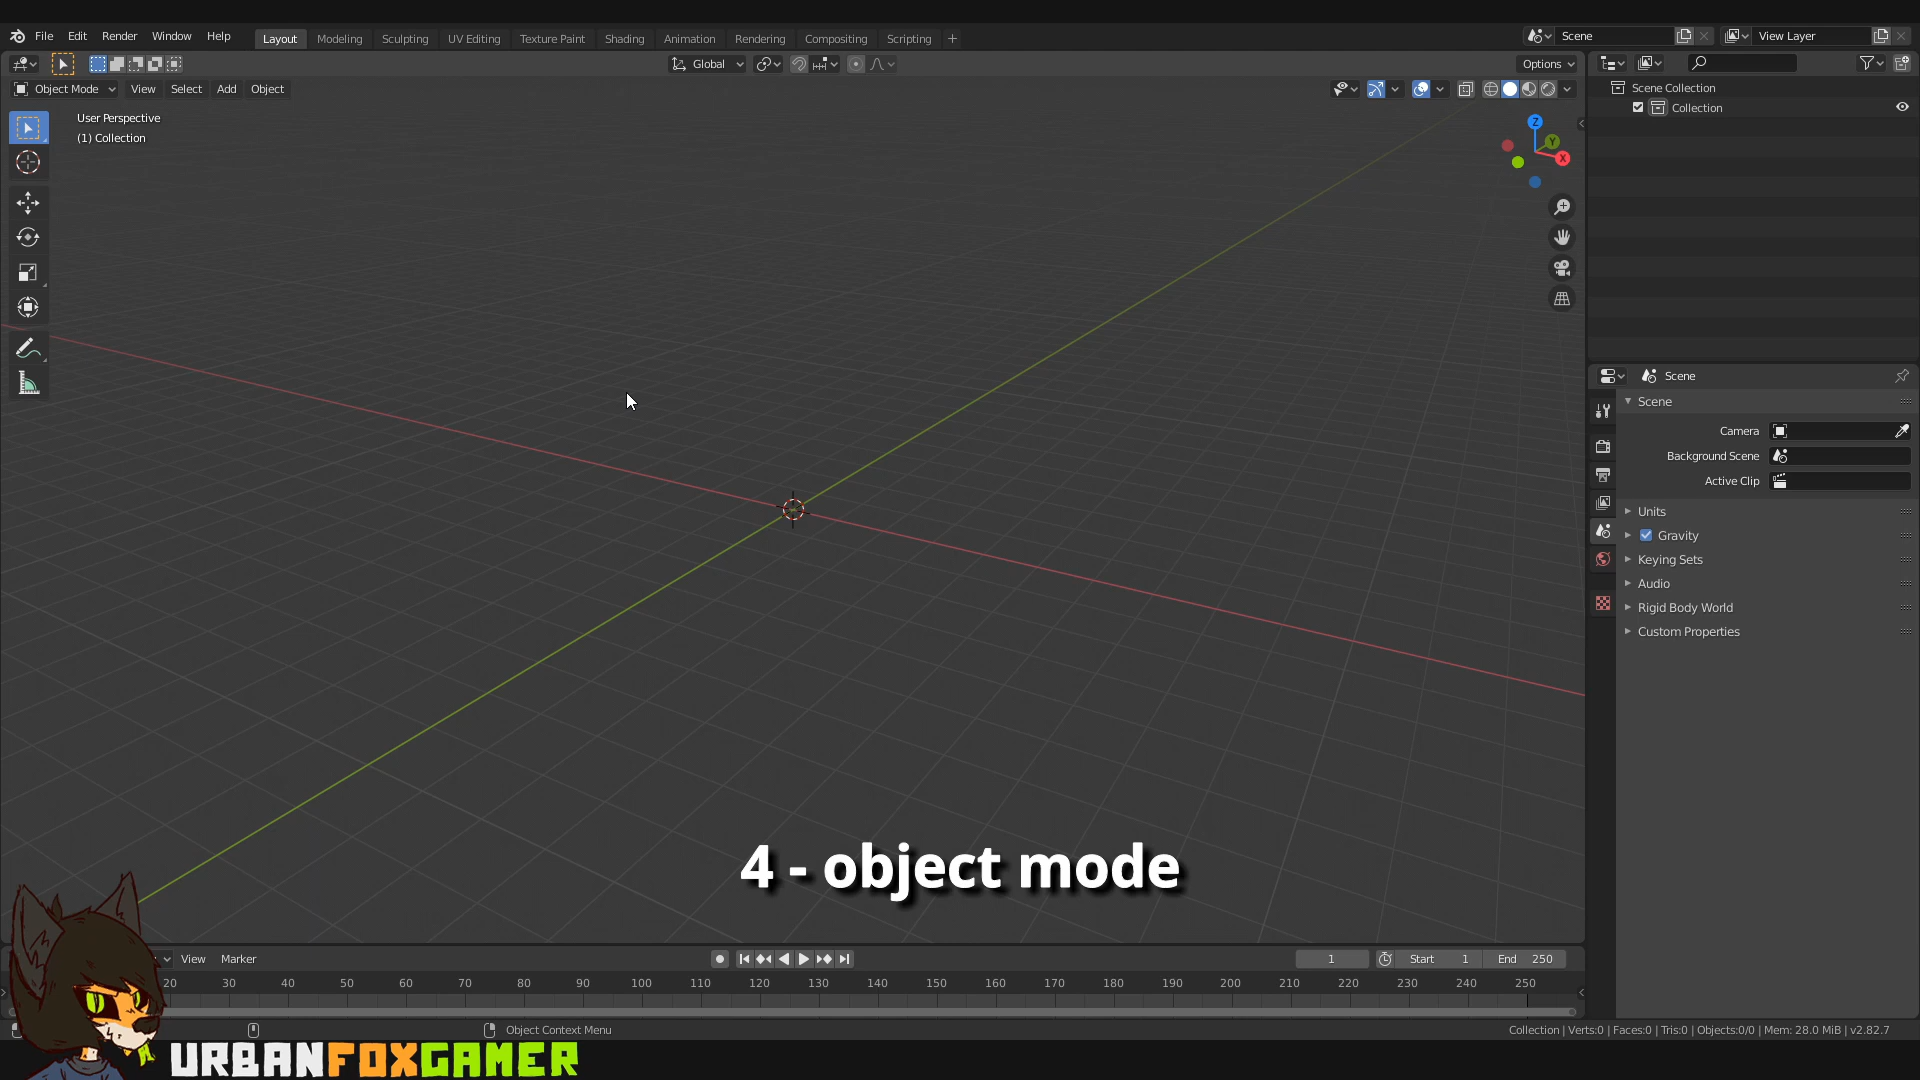 File Edit Render Window Help Layout Modeling Sculpting UV Editing Texture Paint Shading Animation Rendering Compositing Scripting + Scene View Layer
Global Options
Object Mode View Select Add Object
User Perspective
(1) Collection
Z
Y
X
Scene Collection
Collection
Scene
Scene
Camera
Background Scene
Active Clip
Units
Gravity
Keying Sets
Audio
Rigid Body World
Custom Properties
4 - object mode
View Marker 1 Start 1 End 250
20 30 40 50 60 70 80 90 100 110 120 130 140 150 160 170 180 190 200 210 220 230 240 250
Object Context Menu Collection | Verts:0 | Faces:0 | Tris:0 | Objects:0/0 | Mem: 28.0 MiB | v2.82.7
URBANFOXGAMER